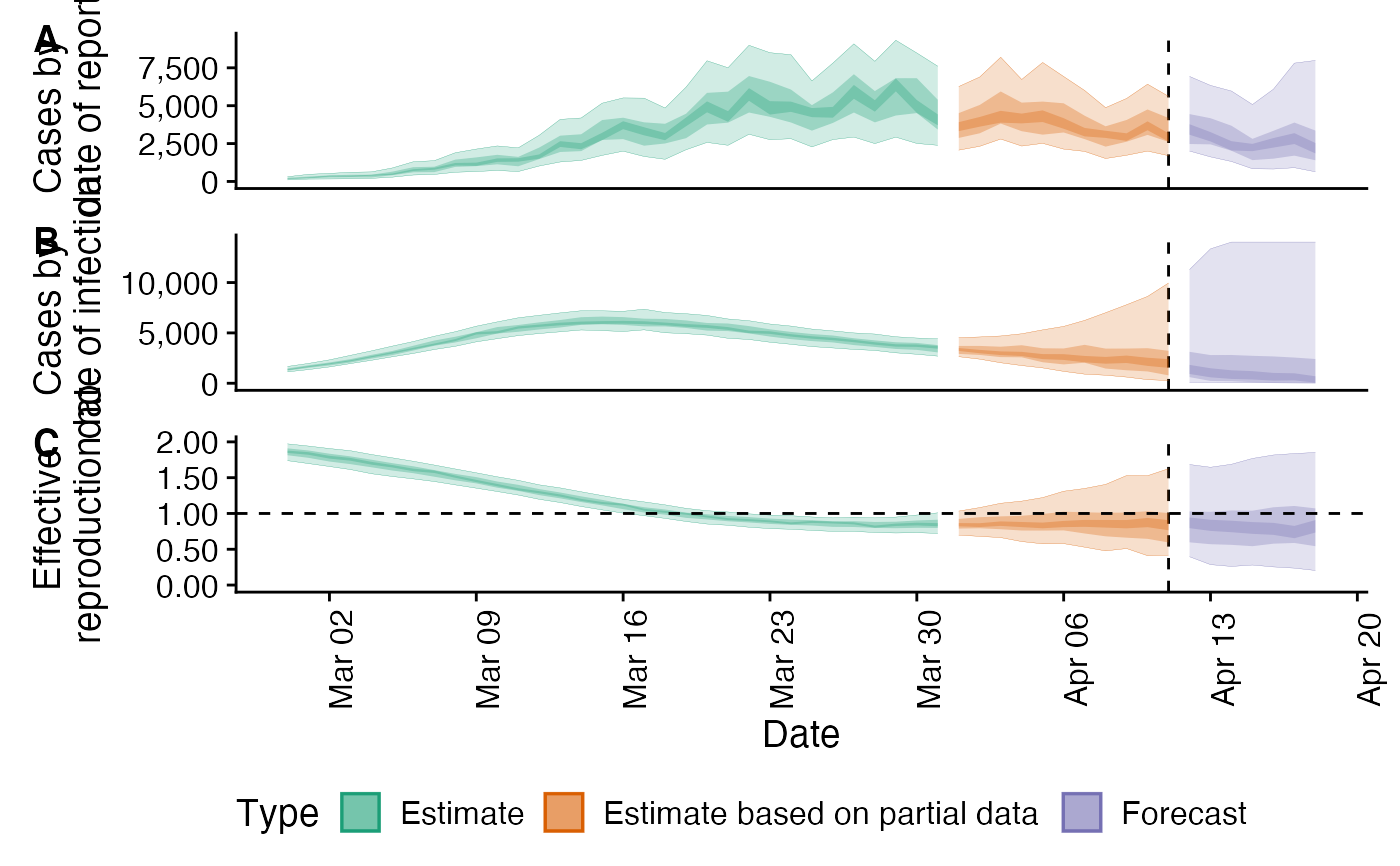 A
Cases by
date of report
7,500
5,000
2,500
0
B
Cases by
date of infection
10,000
5,000
0
C
Effective
reproduction no.
2.00
1.50
1.00
0.50
0.00
Mar 02
Mar 09
Mar 16
Mar 23
Mar 30
Apr 06
Apr 13
Apr 20
Date
Type
Estimate
Estimate based on partial data
Forecast